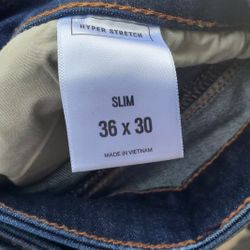 HYPER STRETCH
SLIM
36 x 30
MADE IN VIETNAM